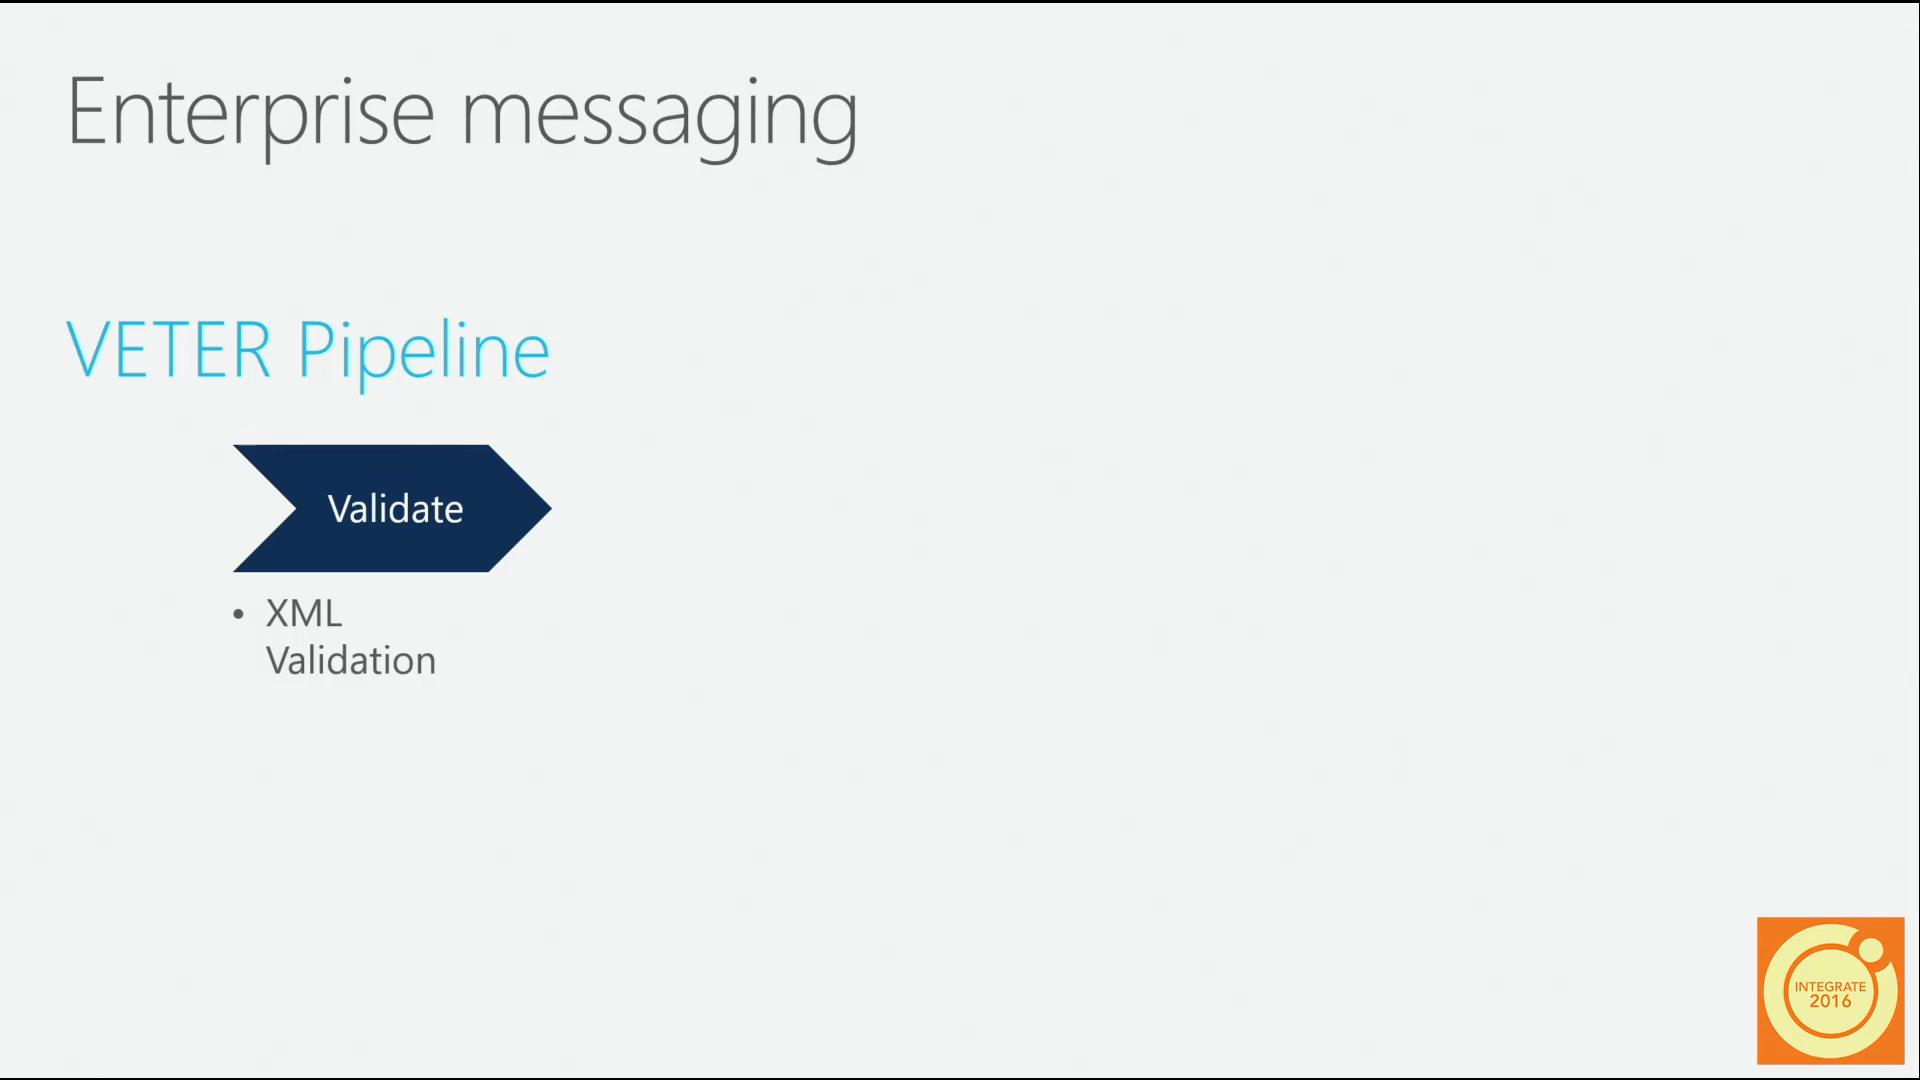 Enterprise messaging
VETER Pipeline
Validate
• XML
Validation
INTEGRATE
2016